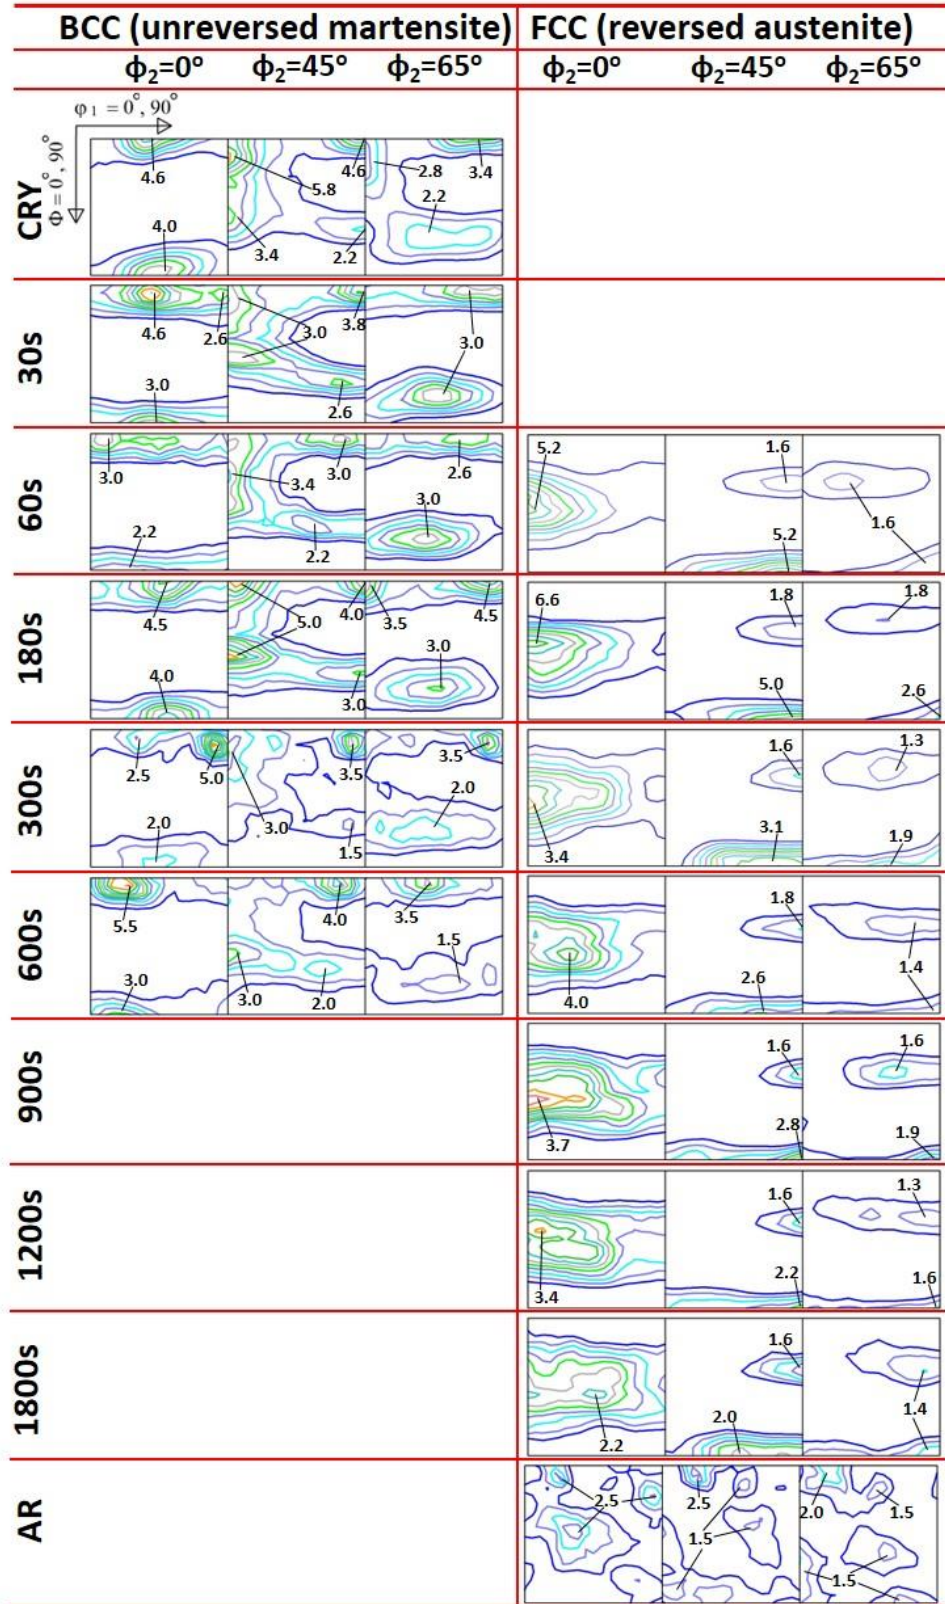 BCC (unreversed martensite) FCC (reversed austenite)
Φ₂=0° Φ₂=45° Φ₂=65° Φ₂=0° Φ₂=45° Φ₂=65°
φ ₁ = 0°, 90°
Φ = 0°, 90°
CRY
4.6 5.8 4.6 2.8 3.4
2.2
4.0 3.4 2.2
30s
4.6 2.6 3.0 3.8
3.0
3.0 2.6
60s
3.0 3.4 3.0 2.6 5.2 1.6
3.0 1.6
2.2 2.2 5.2
180s
4.5 5.0 4.0 3.5 4.5 6.6 1.8 1.8
3.0
4.0 3.0 5.0 2.6
300s
2.5 5.0 3.5 3.5 1.6 1.3
2.0
2.0 3.0 1.5 3.4 3.1 1.9
600s
5.5 4.0 3.5 1.8
1.5 1.4
3.0 3.0 2.0 4.0 2.6
900s
1.6 1.6
3.7 2.8 1.9
1200s
1.6 1.3
3.4 2.2 1.6
1800s
1.6
1.4
2.2 2.0
AR
2.5 2.5 2.0 1.5
1.5
1.5